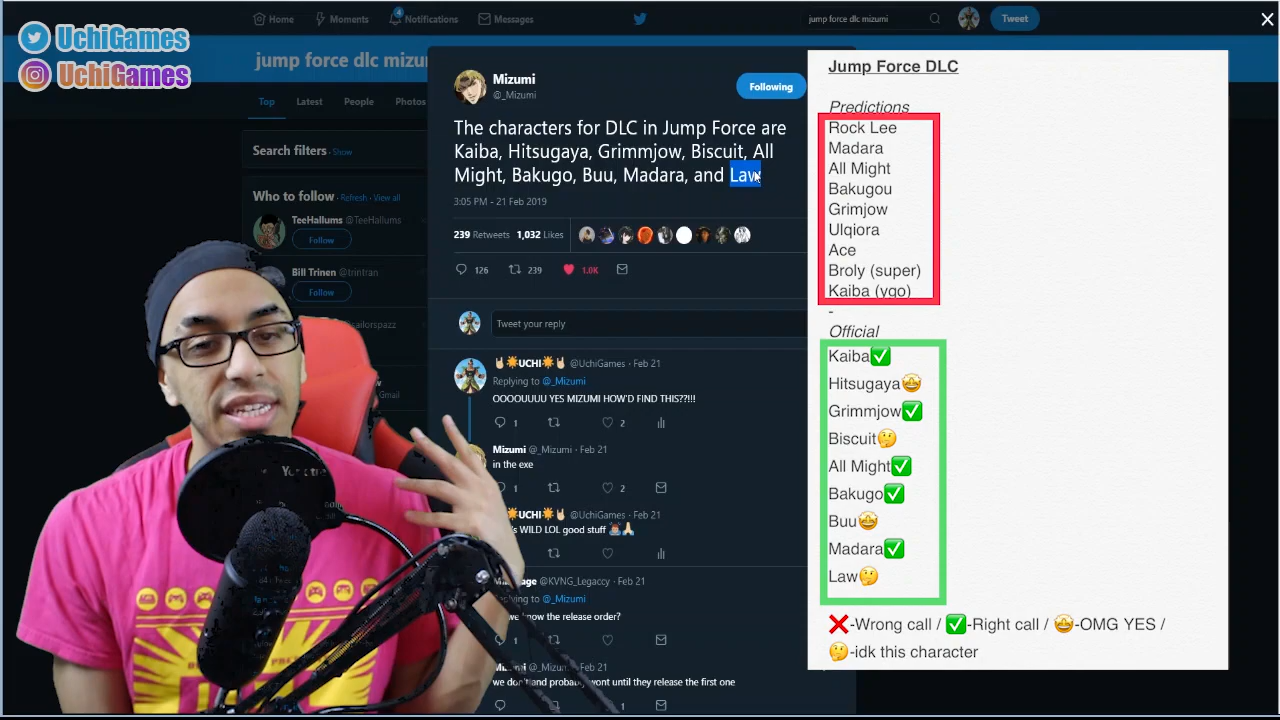 Home
Moments
4
Notifications
Messages
jump force dlc mizumi
Tweet
UchiGames
UchiGames
jump force dlc mizu
Top
Latest
People
Photos
Search filters · Show
Who to follow · Refresh · View all
TeeHallums @TeeHallums
Follow
Bill Trinen @trintran
Follow
sailorspazz
Gmail
Mizumi
@_Mizumi
Following
The characters for DLC in Jump Force are
Kaiba, Hitsugaya, Grimmjow, Biscuit, All
Might, Bakugo, Buu, Madara, and Law
3:05 PM - 21 Feb 2019
239 Retweets 1,032 Likes
126 239 1.0K
Tweet your reply
UCHI @UchiGames · Feb 21
Replying to @_Mizumi
OOOOUUUU YES MIZUMI HOW'D FIND THIS??!!!
1 2
Mizumi @_Mizumi · Feb 21
in the exe
1 2
UCHI @UchiGames · Feb 21
WILD LOL good stuff
@KVNG_Legaccy · Feb 21
Replying to @_Mizumi
we know the release order?
1
Mizumi @_Mizumi · Feb 21
we don't and probably wont until they release the first one
1
Jump Force DLC
Predictions
Rock Lee
Madara
All Might
Bakugou
Grimjow
Ulqiora
Ace
Broly (super)
Kaiba (ygo)
-
Official
Kaiba✅
Hitsugaya🤩
Grimmjow✅
Biscuit🤔
All Might✅
Bakugo✅
Buu🤩
Madara✅
Law🤔
❌-Wrong call / ✅-Right call / 🤩-OMG YES /
🤔-idk this character